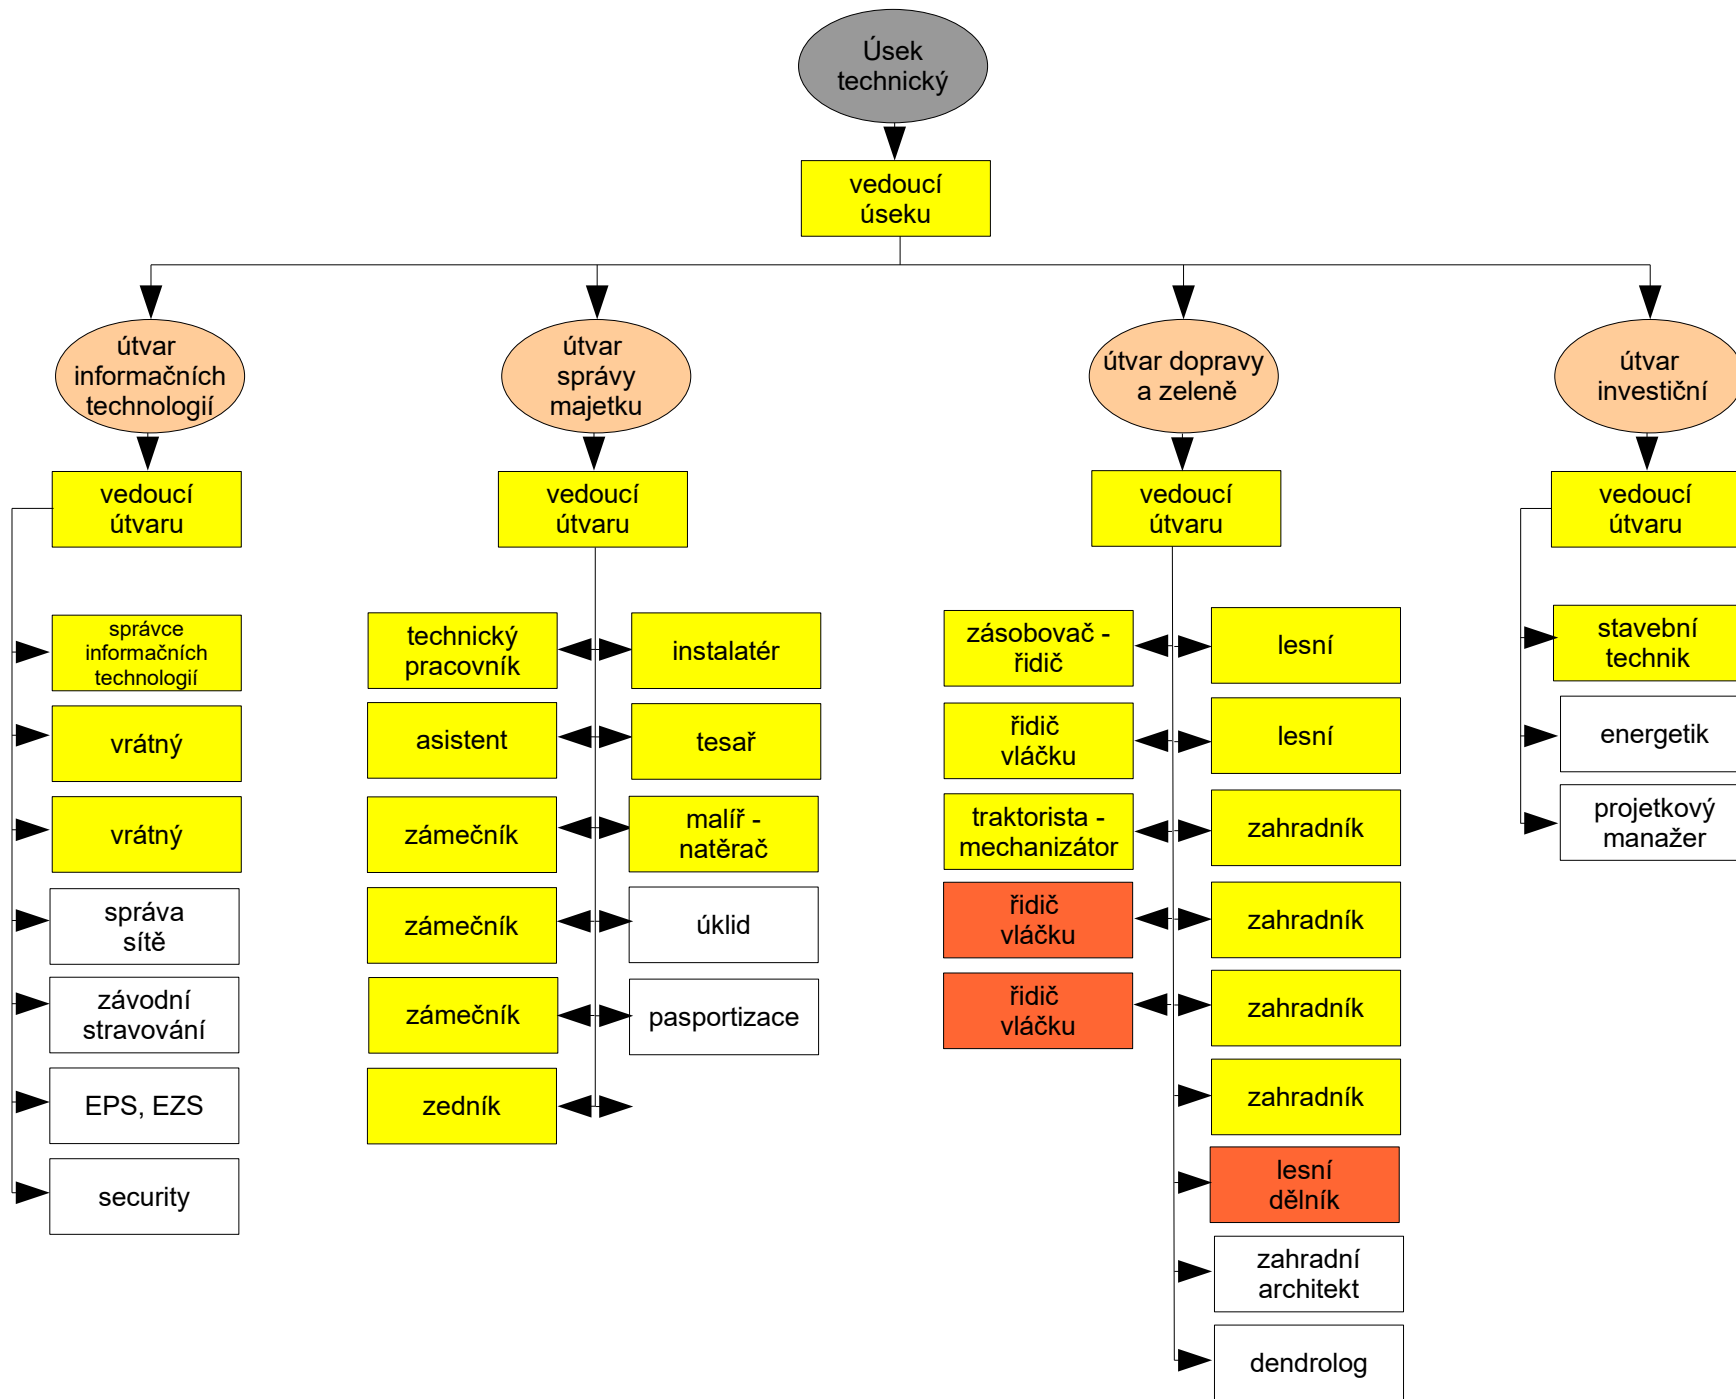 Úsek
technický
vedoucí
úseku
útvar
informačních
technologií
útvar
správy
majetku
útvar dopravy
a zeleně
útvar
investiční
vedoucí
útvaru
vedoucí
útvaru
vedoucí
útvaru
vedoucí
útvaru
správce
informačních
technologií
vrátný
vrátný
správa
sítě
závodní
stravování
EPS, EZS
security
technický
pracovník
asistent
zámečník
zámečník
zámečník
zedník
instalatér
tesař
malíř -
natěrač
úklid
pasportizace
zásobovač -
řidič
řidič
vláčku
traktorista -
mechanizátor
řidič
vláčku
řidič
vláčku
lesní
lesní
zahradník
zahradník
zahradník
zahradník
lesní
dělník
zahradní
architekt
dendrolog
stavební
technik
energetik
projetkový
manažer